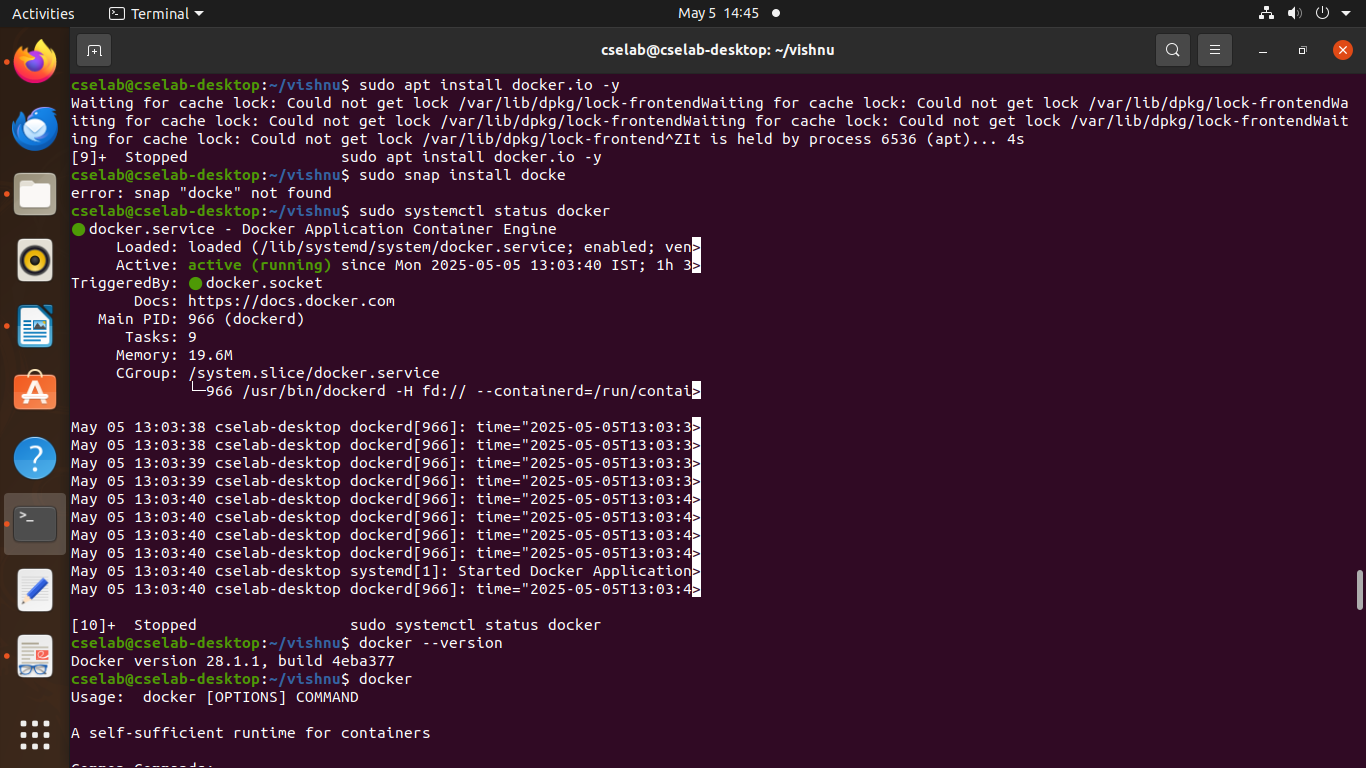 Activities
Terminal
May 5 14:45
cselab@cselab-desktop: ~/vishnu
cselab@cselab-desktop:~/vishnu$ sudo apt install docker.io -y
Waiting for cache lock: Could not get lock /var/lib/dpkg/lock-frontendWaiting for cache lock: Could not get lock /var/lib/dpkg/lock-frontendWa
iting for cache lock: Could not get lock /var/lib/dpkg/lock-frontendWaiting for cache lock: Could not get lock /var/lib/dpkg/lock-frontendWait
ing for cache lock: Could not get lock /var/lib/dpkg/lock-frontend^ZIt is held by process 6536 (apt)... 4s
[9]+  Stopped                 sudo apt install docker.io -y
cselab@cselab-desktop:~/vishnu$ sudo snap install docke
error: snap "docke" not found
cselab@cselab-desktop:~/vishnu$ sudo systemctl status docker
● docker.service - Docker Application Container Engine
     Loaded: loaded (/lib/systemd/system/docker.service; enabled; ven>
     Active: active (running) since Mon 2025-05-05 13:03:40 IST; 1h 3>
TriggeredBy: ● docker.socket
       Docs: https://docs.docker.com
   Main PID: 966 (dockerd)
      Tasks: 9
     Memory: 19.6M
     CGroup: /system.slice/docker.service
             └─966 /usr/bin/dockerd -H fd:// --containerd=/run/contai>
May 05 13:03:38 cselab-desktop dockerd[966]: time="2025-05-05T13:03:3>
May 05 13:03:38 cselab-desktop dockerd[966]: time="2025-05-05T13:03:3>
May 05 13:03:39 cselab-desktop dockerd[966]: time="2025-05-05T13:03:3>
May 05 13:03:39 cselab-desktop dockerd[966]: time="2025-05-05T13:03:3>
May 05 13:03:40 cselab-desktop dockerd[966]: time="2025-05-05T13:03:4>
May 05 13:03:40 cselab-desktop dockerd[966]: time="2025-05-05T13:03:4>
May 05 13:03:40 cselab-desktop dockerd[966]: time="2025-05-05T13:03:4>
May 05 13:03:40 cselab-desktop dockerd[966]: time="2025-05-05T13:03:4>
May 05 13:03:40 cselab-desktop systemd[1]: Started Docker Application>
May 05 13:03:40 cselab-desktop dockerd[966]: time="2025-05-05T13:03:4>
[10]+  Stopped                 sudo systemctl status docker
cselab@cselab-desktop:~/vishnu$ docker --version
Docker version 28.1.1, build 4eba377
cselab@cselab-desktop:~/vishnu$ docker
Usage:  docker [OPTIONS] COMMAND
A self-sufficient runtime for containers